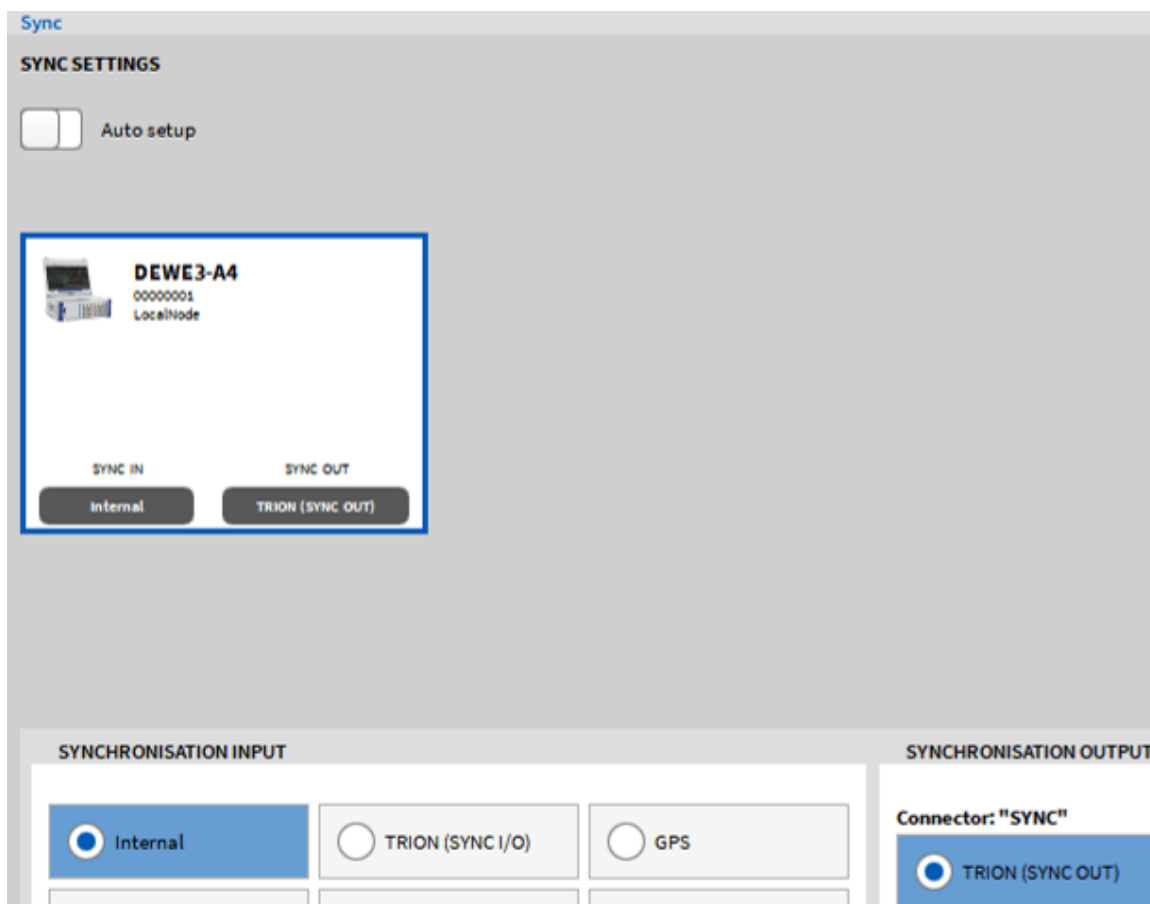 Sync
SYNC SETTINGS
Auto setup
DEWE3-A4
00000001
LocalNode
SYNC IN SYNC OUT
Internal TRION (SYNC OUT)
SYNCHRONISATION INPUT SYNCHRONISATION OUTPUT
Connector: "SYNC"
Internal TRION (SYNC I/O) GPS
TRION (SYNC OUT)